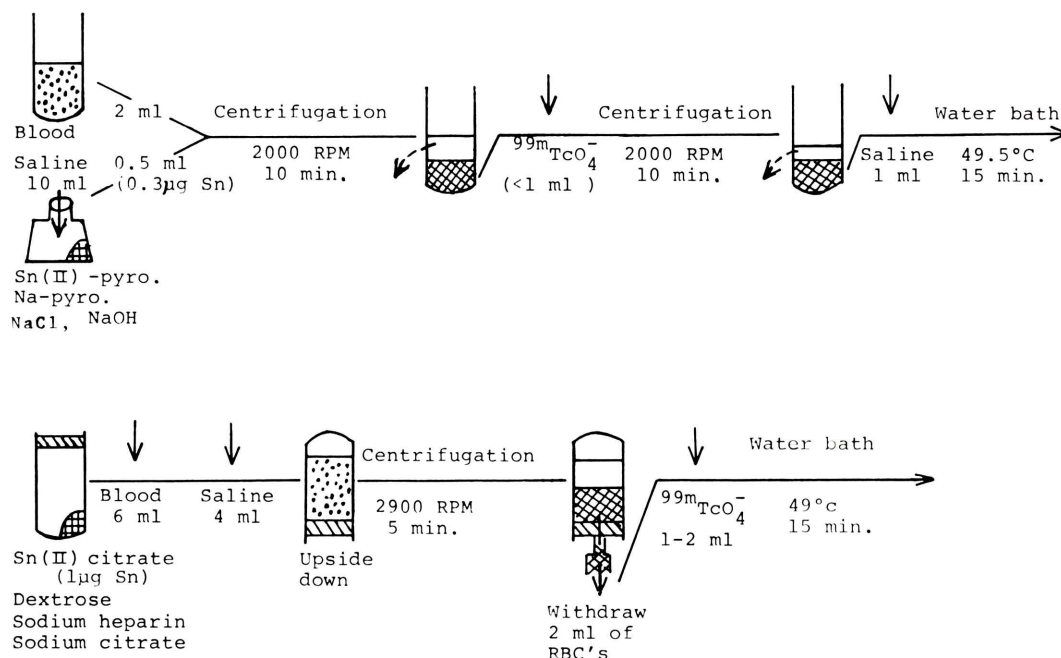 Blood
2 ml
Saline
10 ml
0.5 ml
(0.3µg Sn)
Sn(II)-pyro.
Na-pyro.
NaCl, NaOH
Centrifugation
2000 RPM
10 min.
99mTcO4-
(<1 ml )
Centrifugation
2000 RPM
10 min.
Saline
1 ml
Water bath
49.5°C
15 min.
Sn(II) citrate
(1µg Sn)
Dextrose
Sodium heparin
Sodium citrate
Blood
6 ml
Saline
4 ml
Upside
down
Centrifugation
2900 RPM
5 min.
Withdraw
2 ml of
RBC's
99mTcO4-
1-2 ml
Water bath
49°c
15 min.